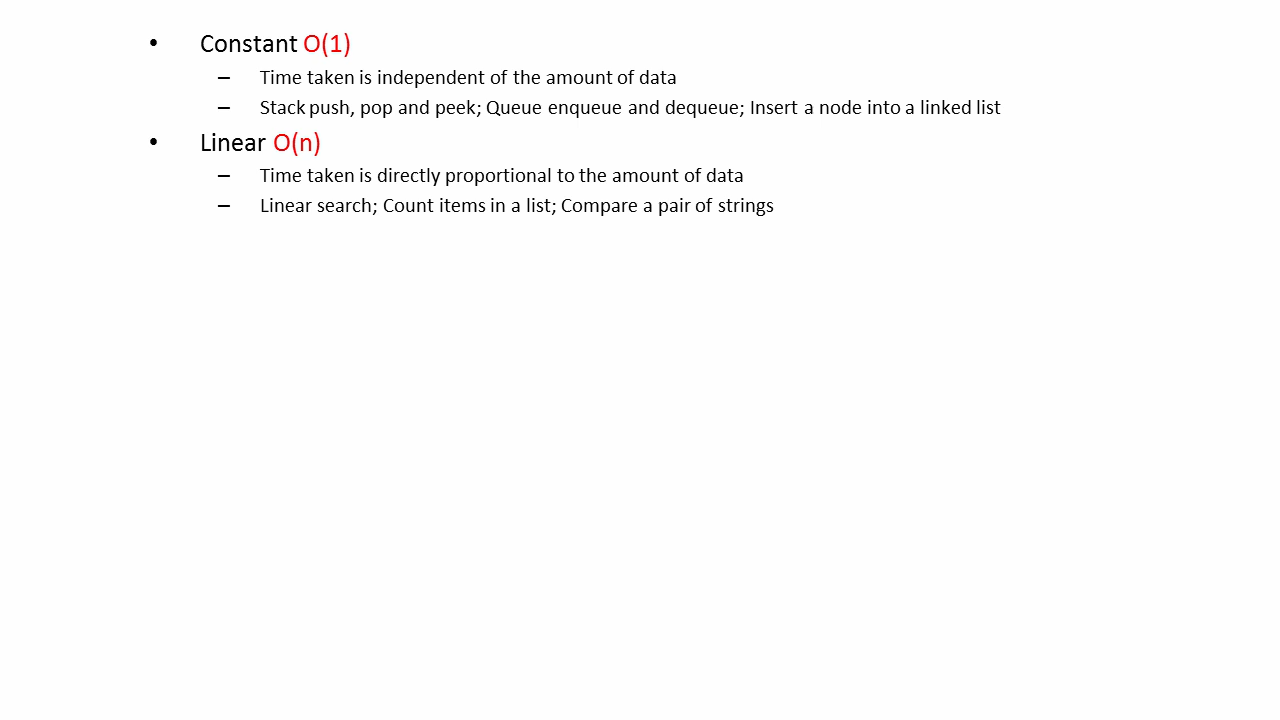 • Constant O(1)
– Time taken is independent of the amount of data
– Stack push, pop and peek; Queue enqueue and dequeue; Insert a node into a linked list
• Linear O(n)
– Time taken is directly proportional to the amount of data
– Linear search; Count items in a list; Compare a pair of strings